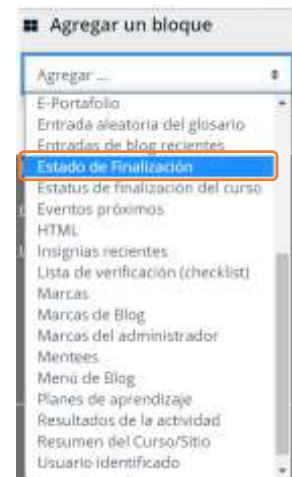 Agregar un bloque
Agregar ...
E-Portafolio
Entrada aleatoria del glosario
Entradas de blog recientes
Estado de Finalización
Estatus de finalización del curso
Eventos próximos
HTML
Insignias recientes
Lista de verificación (checklist)
Marcas
Marcas de Blog
Marcas del administrador
Mentees
Menú de Blog
Planes de aprendizaje
Resultados de la actividad
Resumen del Curso/Sitio
Usuario identificado